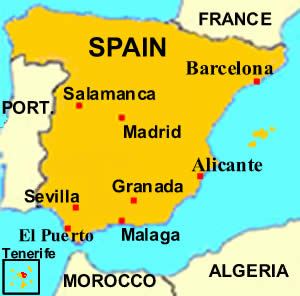 FRANCE
SPAIN
Barcelona
PORT.
Salamanca
Madrid
Alicante
Granada
Sevilla
El Puerto
Malaga
Tenerife
MOROCCO
ALGERIA